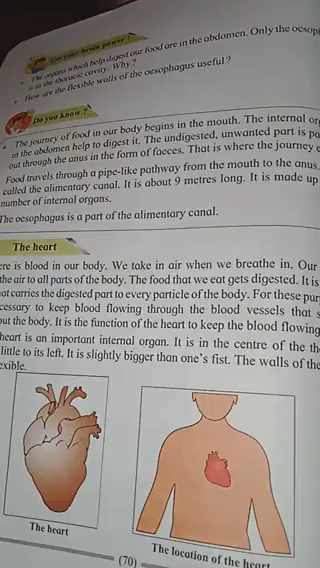 Use your brain power !
The organs which help digest our food are in the abdomen. Only the oesop
is in the thoracic cavity. Why ?
How are the flexible walls of the oesophagus useful ?
Do you know ?
The journey of food in our body begins in the mouth. The internal or
in the abdomen help to digest it. The undigested, unwanted part is pa
out through the anus in the form of faeces. That is where the journey
Food travels through a pipe-like pathway from the mouth to the anus.
called the alimentary canal. It is about 9 metres long. It is made up
number of internal organs.
The oesophagus is a part of the alimentary canal.
The heart
ere is blood in our body. We take in air when we breathe in. Our
the air to all parts of the body. The food that we eat gets digested. It is
at carries the digested part to every particle of the body. For these pur
cessary to keep blood flowing through the blood vessels that s
out the body. It is the function of the heart to keep the blood flowing
heart is an important internal organ. It is in the centre of the th
little to its left. It is slightly bigger than one's fist. The walls of the
exible.
The heart
The location of the heart
(70)